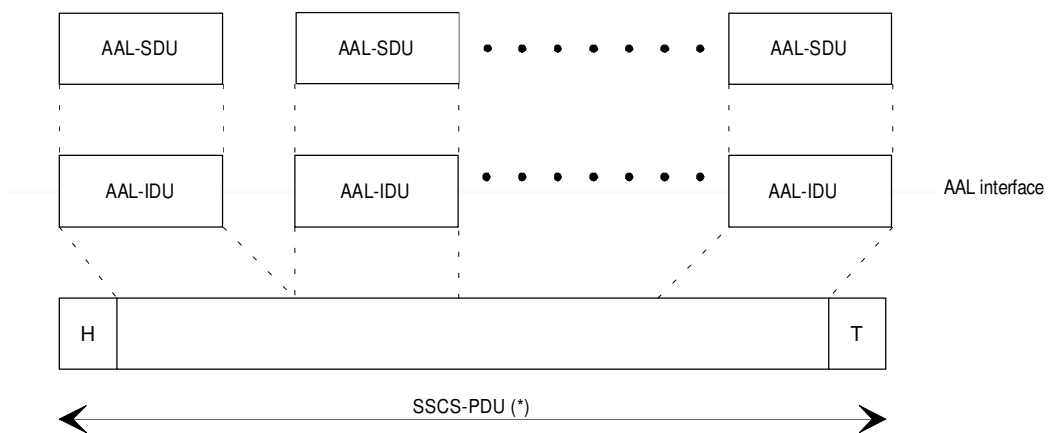 AAL-SDU AAL-SDU AAL-SDU
AAL-IDU AAL-IDU AAL-IDU AAL interface
H T
SSCS-PDU (*)